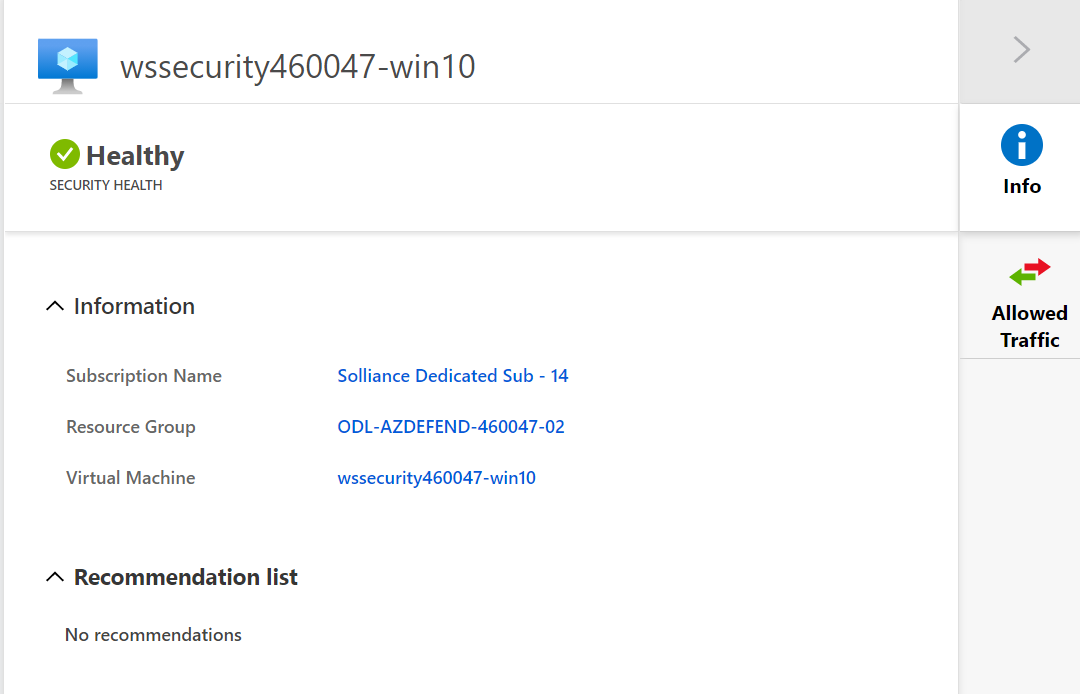 wssecurity460047-win10
Healthy
SECURITY HEALTH
Info
Allowed
Traffic
Information
Subscription Name Solliance Dedicated Sub - 14
Resource Group ODL-AZDEFEND-460047-02
Virtual Machine wssecurity460047-win10
Recommendation list
No recommendations